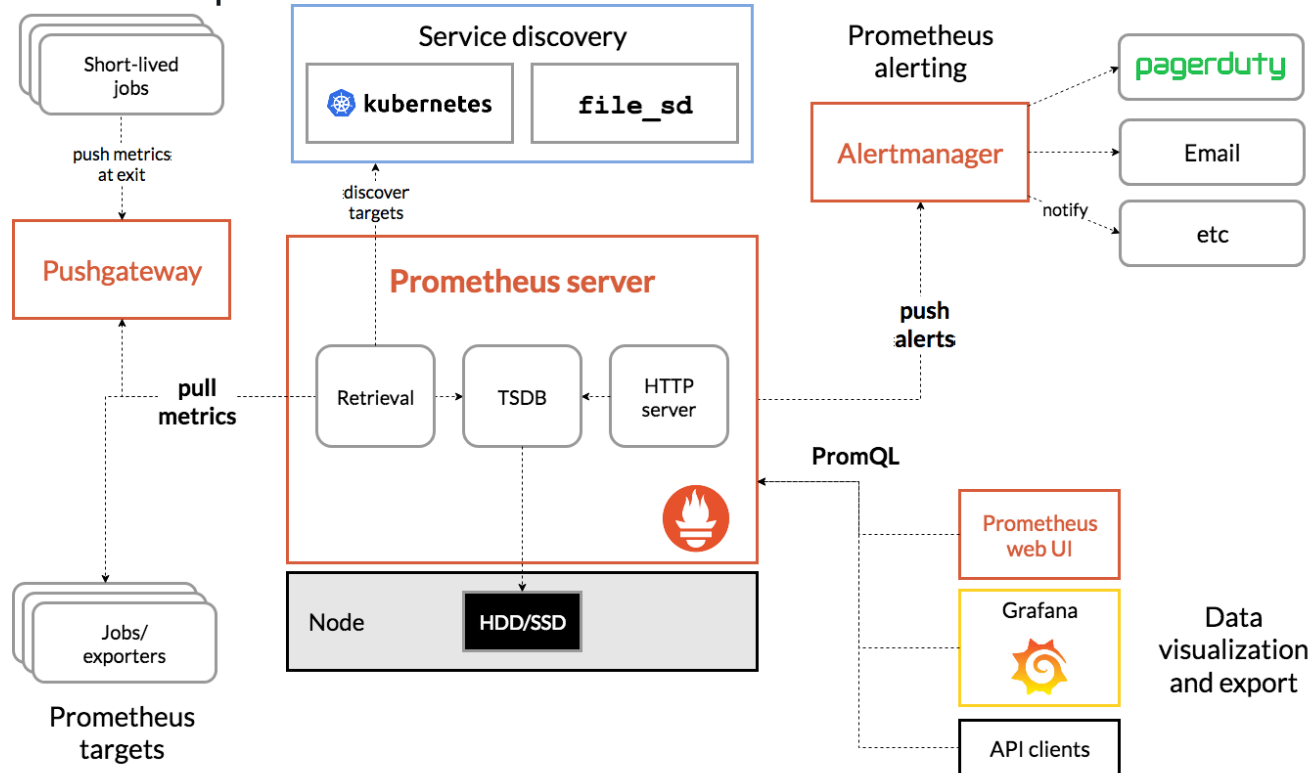 Short-lived
jobs
push metrics
at exit
Pushgateway
Service discovery
kubernetes
file_sd
discover
targets
Prometheus
alerting
Alertmanager
pagerduty
Email
notify
etc
Prometheus server
push
alerts
pull
metrics
Retrieval
TSDB
HTTP
server
PromQL
Node
HDD/SSD
Jobs/
exporters
Prometheus
targets
Prometheus
web UI
Grafana
API clients
Data
visualization
and export